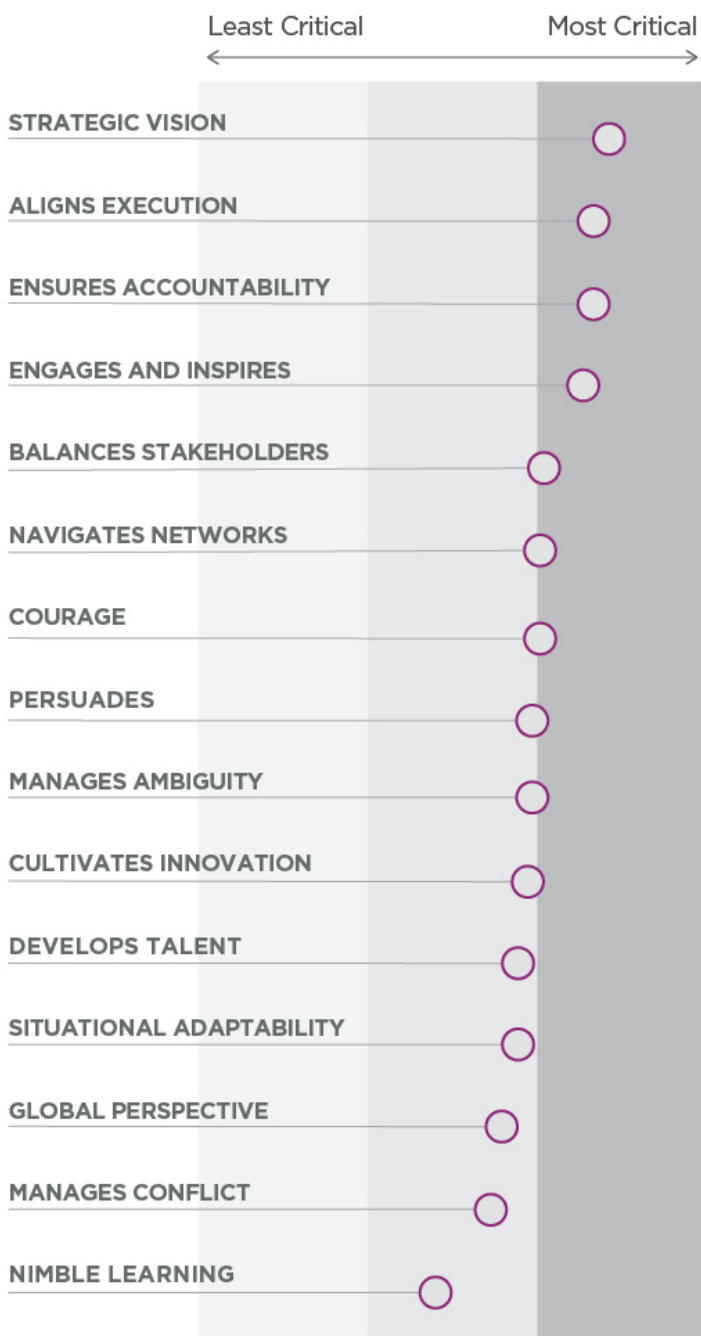 Least Critical Most Critical
STRATEGIC VISION
ALIGNS EXECUTION
ENSURES ACCOUNTABILITY
ENGAGES AND INSPIRES
BALANCES STAKEHOLDERS
NAVIGATES NETWORKS
COURAGE
PERSUADES
MANAGES AMBIGUITY
CULTIVATES INNOVATION
DEVELOPS TALENT
SITUATIONAL ADAPTABILITY
GLOBAL PERSPECTIVE
MANAGES CONFLICT
NIMBLE LEARNING